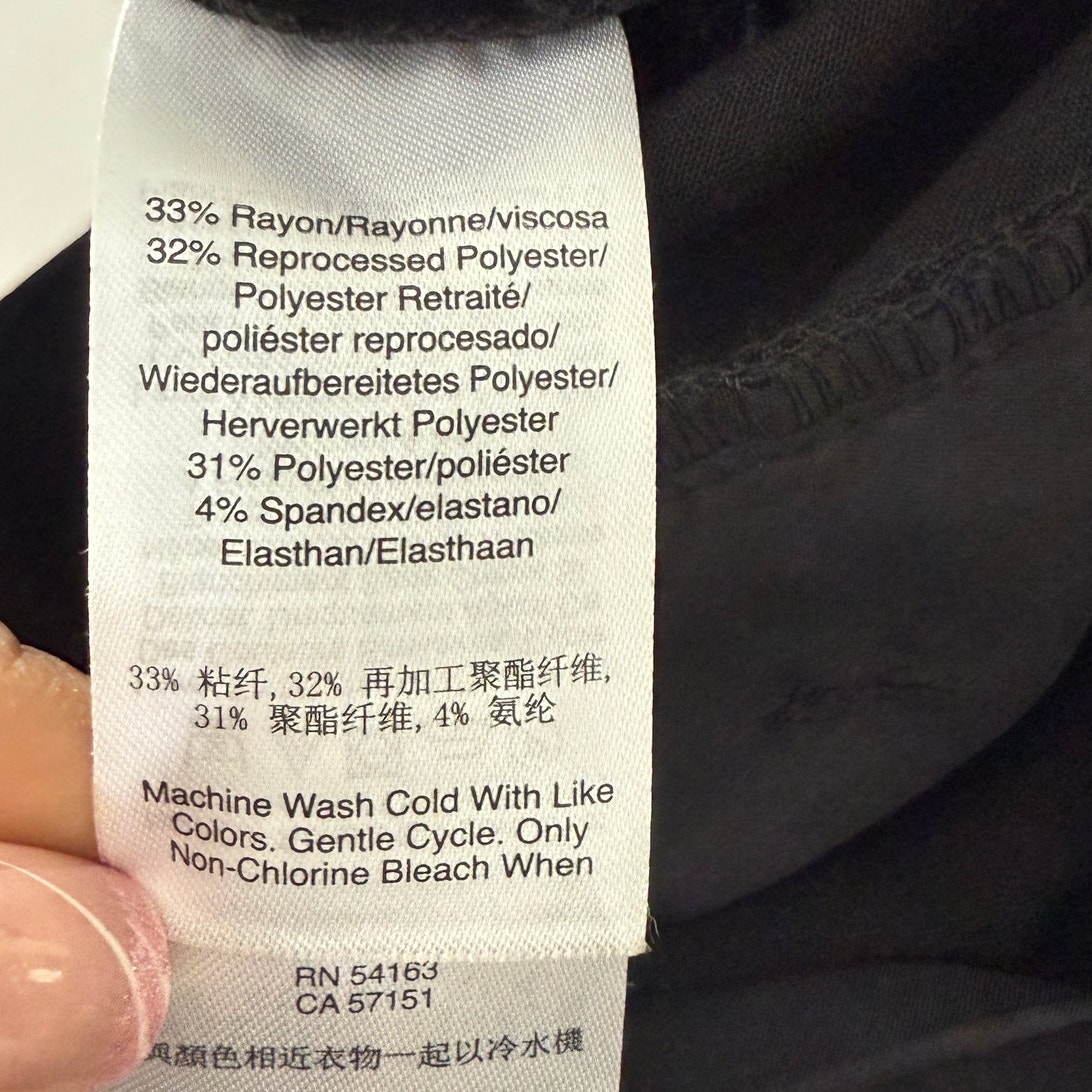 33% Rayon/Rayonne/viscosa
32% Reprocessed Polyester/
Polyester Retraité/
poliéster reprocesado/
Wiederaufbereitetes Polyester/
Herverwerkt Polyester
31% Polyester/poliéster
4% Spandex/elastano/
Elasthan/Elasthaan
33% 粘纤, 32% 再加工聚酯纤维,
31% 聚酯纤维, 4% 氨纶
Machine Wash Cold With Like
Colors. Gentle Cycle. Only
Non-Chlorine Bleach When
RN 54163
CA 57151
與顏色相近衣物一起以冷水機